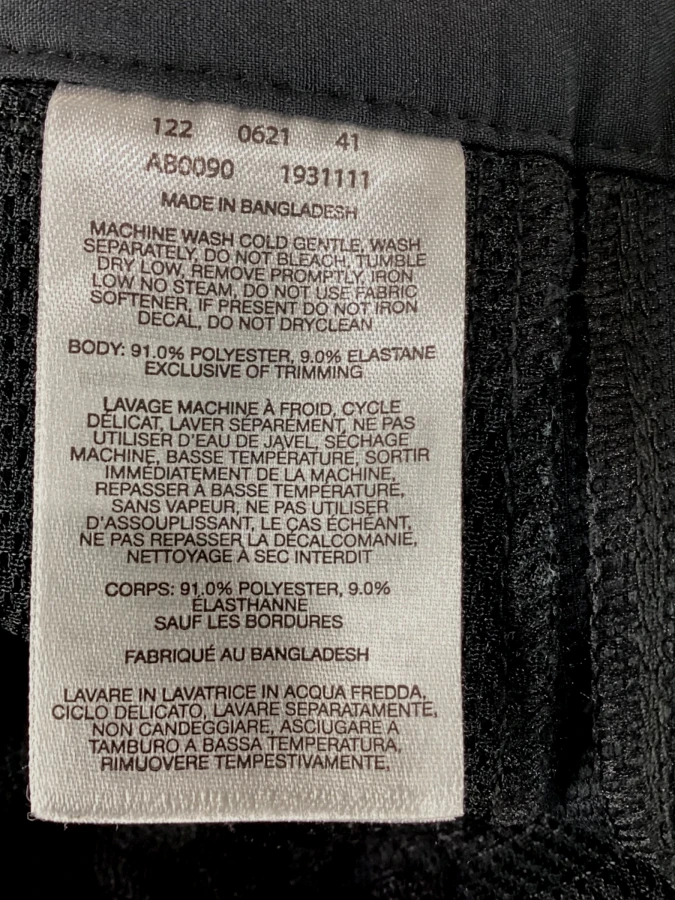 122 0621 41
AB0090 1931111
MADE IN BANGLADESH
MACHINE WASH COLD GENTLE, WASH
SEPARATELY, DO NOT BLEACH, TUMBLE
DRY LOW, REMOVE PROMPTLY, IRON
LOW NO STEAM, DO NOT USE FABRIC
SOFTENER, IF PRESENT DO NOT IRON
DECAL, DO NOT DRYCLEAN
BODY: 91.0% POLYESTER, 9.0% ELASTANE
EXCLUSIVE OF TRIMMING
LAVAGE MACHINE À FROID, CYCLE
DÉLICAT, LAVER SÉPARÉMENT, NE PAS
UTILISER D'EAU DE JAVEL, SÉCHAGE
MACHINE, BASSE TEMPÉRATURE, SORTIR
IMMÉDIATEMENT DE LA MACHINE,
REPASSER À BASSE TEMPÉRATURE,
SANS VAPEUR, NE PAS UTILISER
D'ASSOUPLISSANT, LE CAS ÉCHÉANT,
NE PAS REPASSER LA DÉCALCOMANIE,
NETTOYAGE À SEC INTERDIT
CORPS: 91.0% POLYESTER, 9.0%
ÉLASTHANNE
SAUF LES BORDURES
FABRIQUÉ AU BANGLADESH
LAVARE IN LAVATRICE IN ACQUA FREDDA,
CICLO DELICATO, LAVARE SEPARATAMENTE,
NON CANDEGGIARE, ASCIUGARE A
TAMBURO A BASSA TEMPERATURA,
RIMUOVERE TEMPESTIVAMENTE,